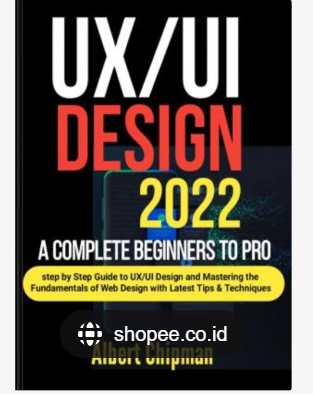 UX/UI
DESIGN
2022
A COMPLETE BEGINNERS TO PRO
step by Step Guide to UX/UI Design and Mastering the
Fundamentals of Web Design with Latest Tips & Techniques
shopee.co.id
Albert Chipman